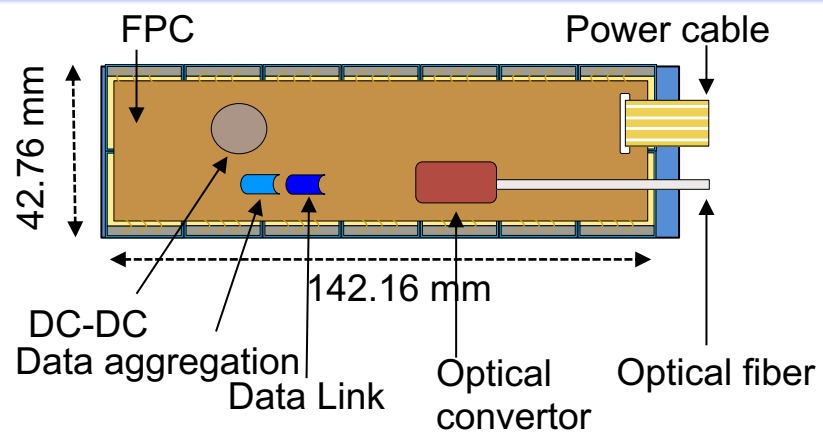 FPC
Power cable
42.76 mm
142.16 mm
DC-DC
Data aggregation
Data Link
Optical
convertor
Optical fiber